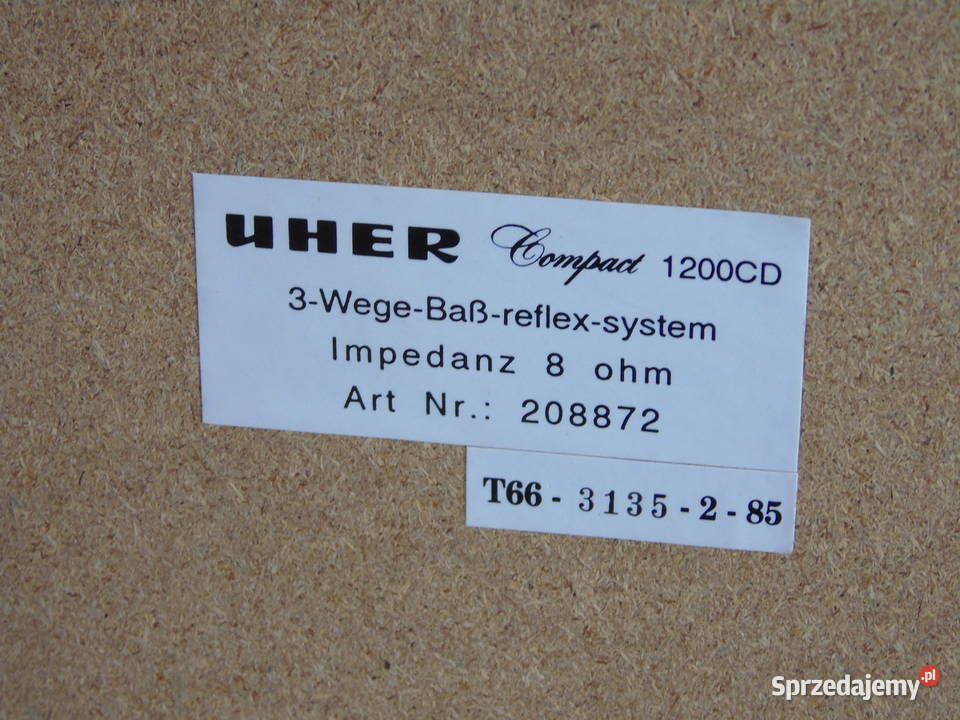 UHER Compact 1200CD
3-Wege-Baß-reflex-system
Impedanz 8 ohm
Art Nr.: 208872
T66 - 3135 - 2 - 85
Sprzedajemy.pl